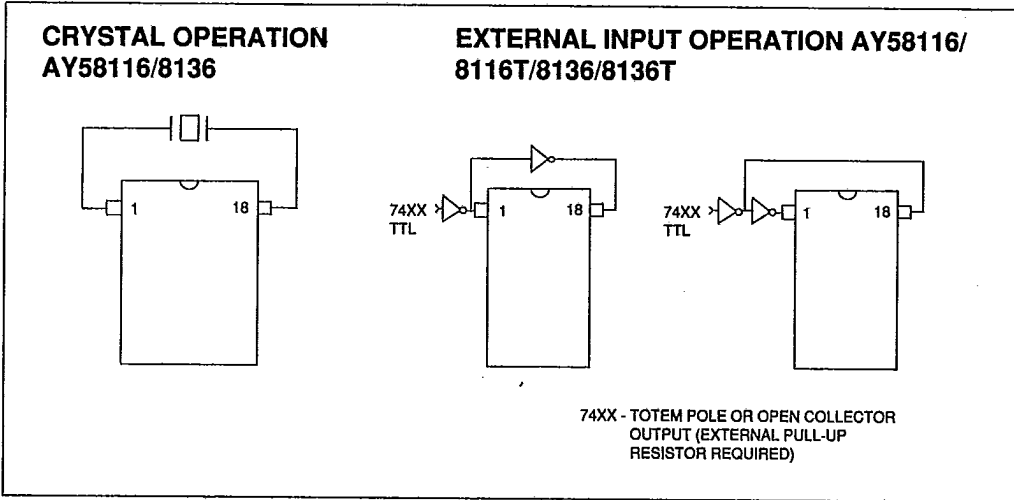 CRYSTAL OPERATION
AY58116/8136
EXTERNAL INPUT OPERATION AY58116/
8116T/8136/8136T
1 18
74XX
TTL
1 18
74XX
TTL
1 18
74XX - TOTEM POLE OR OPEN COLLECTOR
OUTPUT (EXTERNAL PULL-UP
RESISTOR REQUIRED)